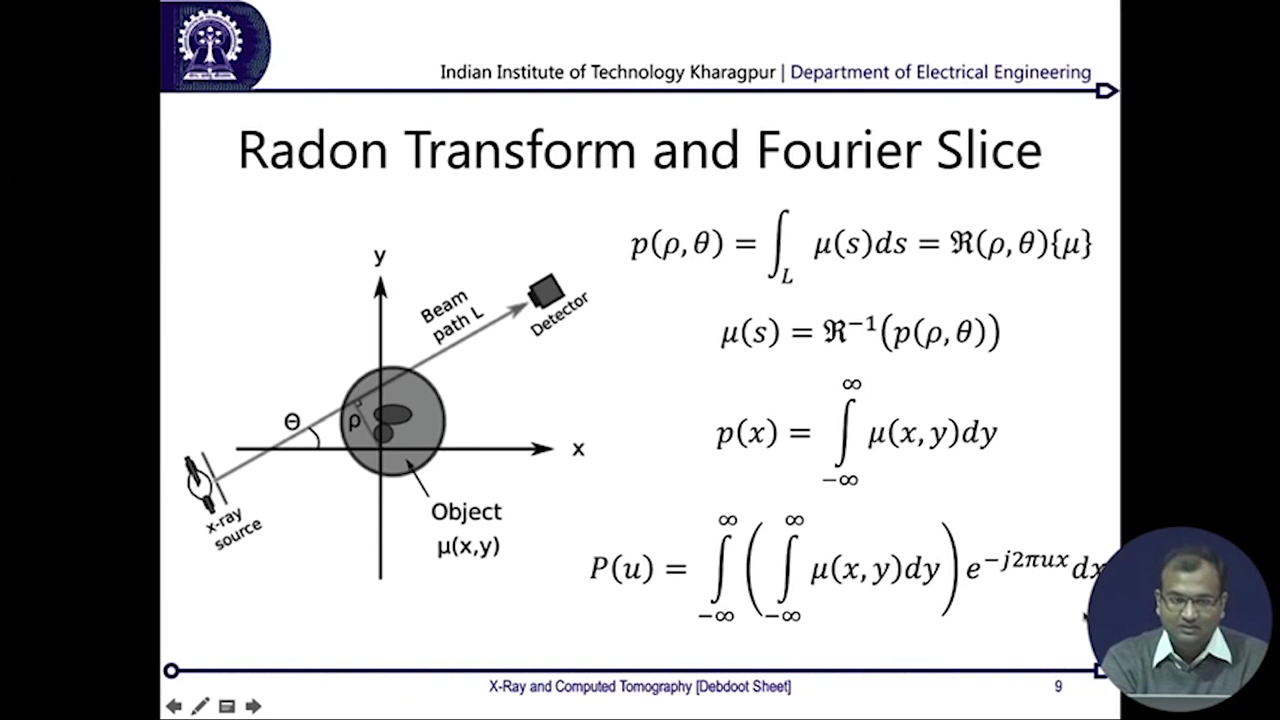 Indian Institute of Technology Kharagpur | Department of Electrical Engineering
Radon Transform and Fourier Slice
p(ρ, θ) = ∫_L μ(s)ds = ℜ(ρ, θ){μ}
μ(s) = ℜ⁻¹(p(ρ, θ))
p(x) = ∫_{-∞}^{∞} μ(x, y)dy
P(u) = ∫_{-∞}^{∞} ( ∫_{-∞}^{∞} μ(x, y)dy ) e^{-j2πux} dx
y
Beam
path L
Detector
Θ
ρ
x
x-ray
source
Object
μ(x,y)
X-Ray and Computed Tomography [Debdoot Sheet]
9